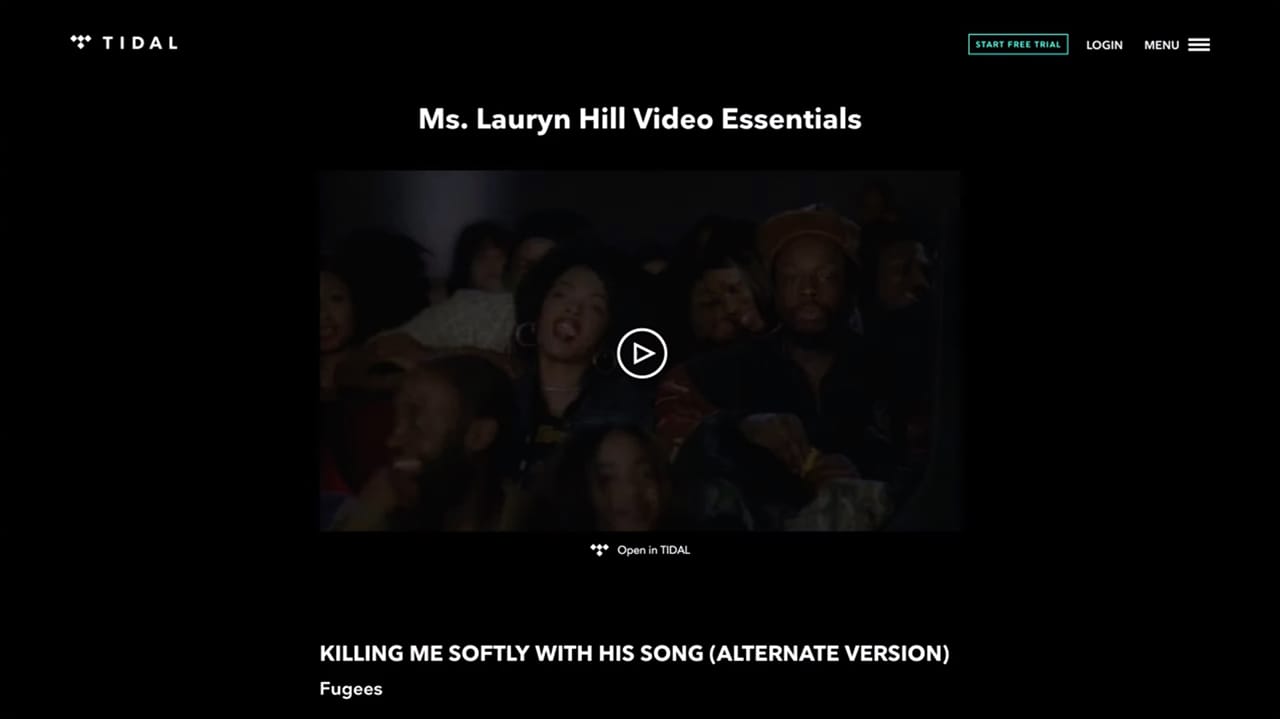 TIDAL
START FREE TRIAL
LOGIN
MENU
Ms. Lauryn Hill Video Essentials
Open in TIDAL
KILLING ME SOFTLY WITH HIS SONG (ALTERNATE VERSION)
Fugees